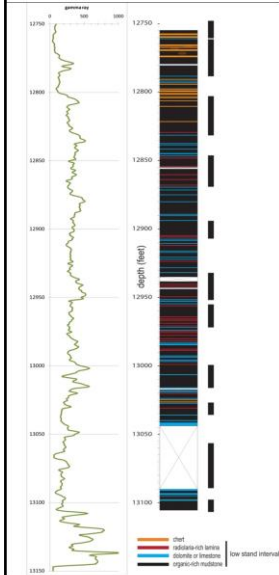 gamma ray
0 500 1000
12750
12800
12850
12900
12950
13000
13050
13100
13150
depth (feet)
12750
12800
12850
12900
12950
13000
13050
13100
chert
radiolaria-rich lamina
dolomite or limestone
organic-rich mudstone
low stand interval